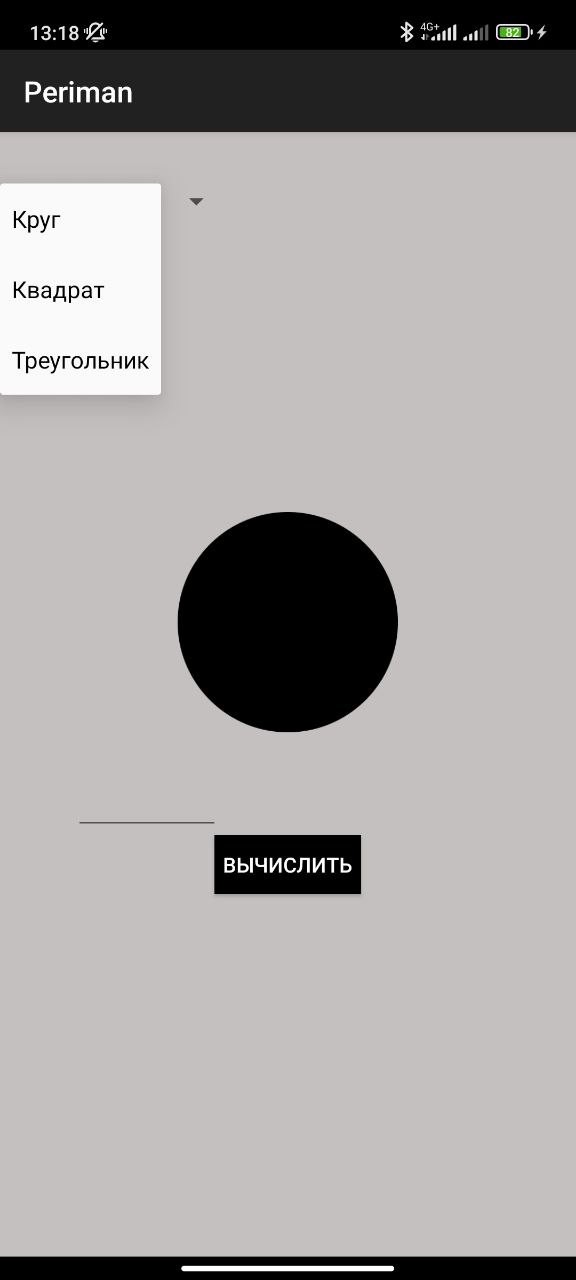 13:18
4G+
82
Periman
Круг
Квадрат
Треугольник
ВЫЧИСЛИТЬ